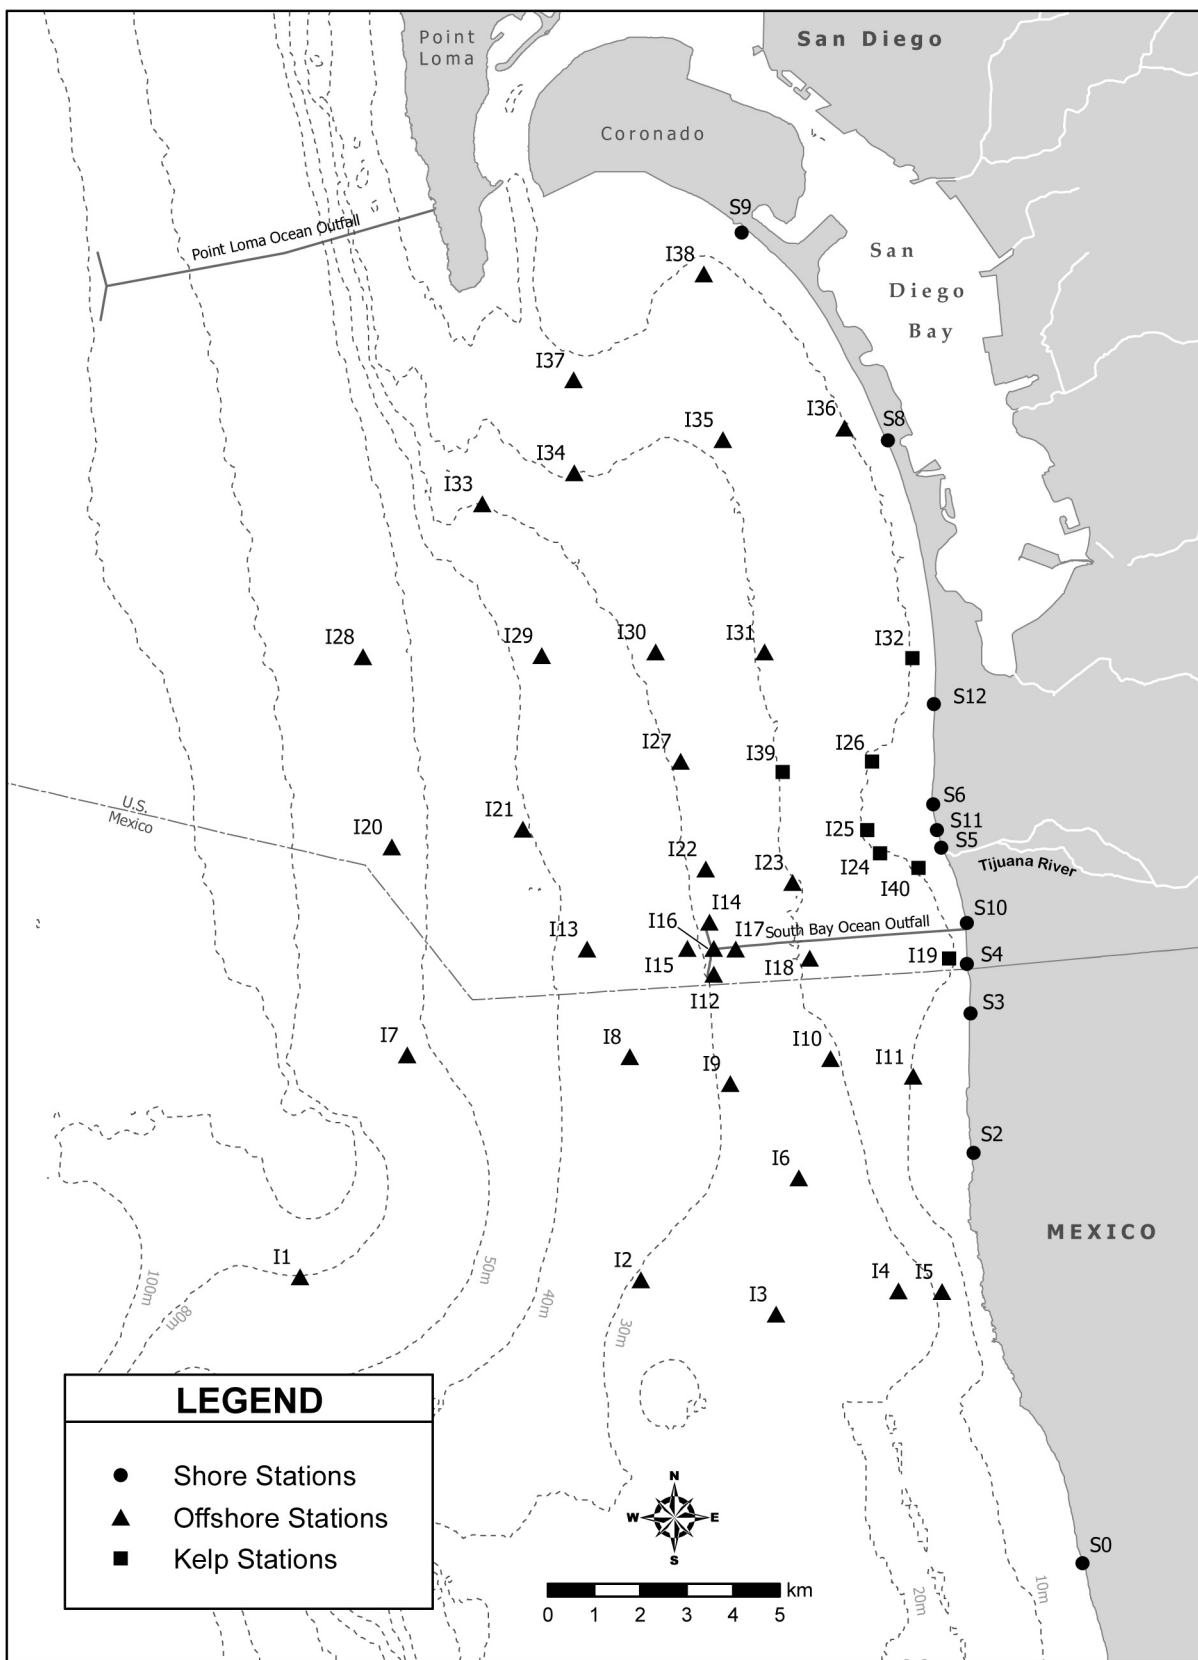 Point
Loma
San Diego
Coronado
S9
Point Loma Ocean Outfall
I38
San
Diego
Bay
I37
I36
S8
I35
I34
I33
I28
I29
I30
I31
I32
S12
I27
I39
I26
U.S.
Mexico
S6
I20
I21
I25
S11
S5
I22
I23
I24
I40
Tijuana River
I14
S10
I13
I16
I17
South Bay Ocean Outfall
I15
I18
I19
S4
I12
S3
I7
I8
I9
I10
I11
S2
I6
MEXICO
I1
I2
I3
I4
I5
100m
80m
50m
40m
30m
LEGEND
Shore Stations
Offshore Stations
Kelp Stations
N
W
E
S
S0
km
0 1 2 3 4 5
20m
10m